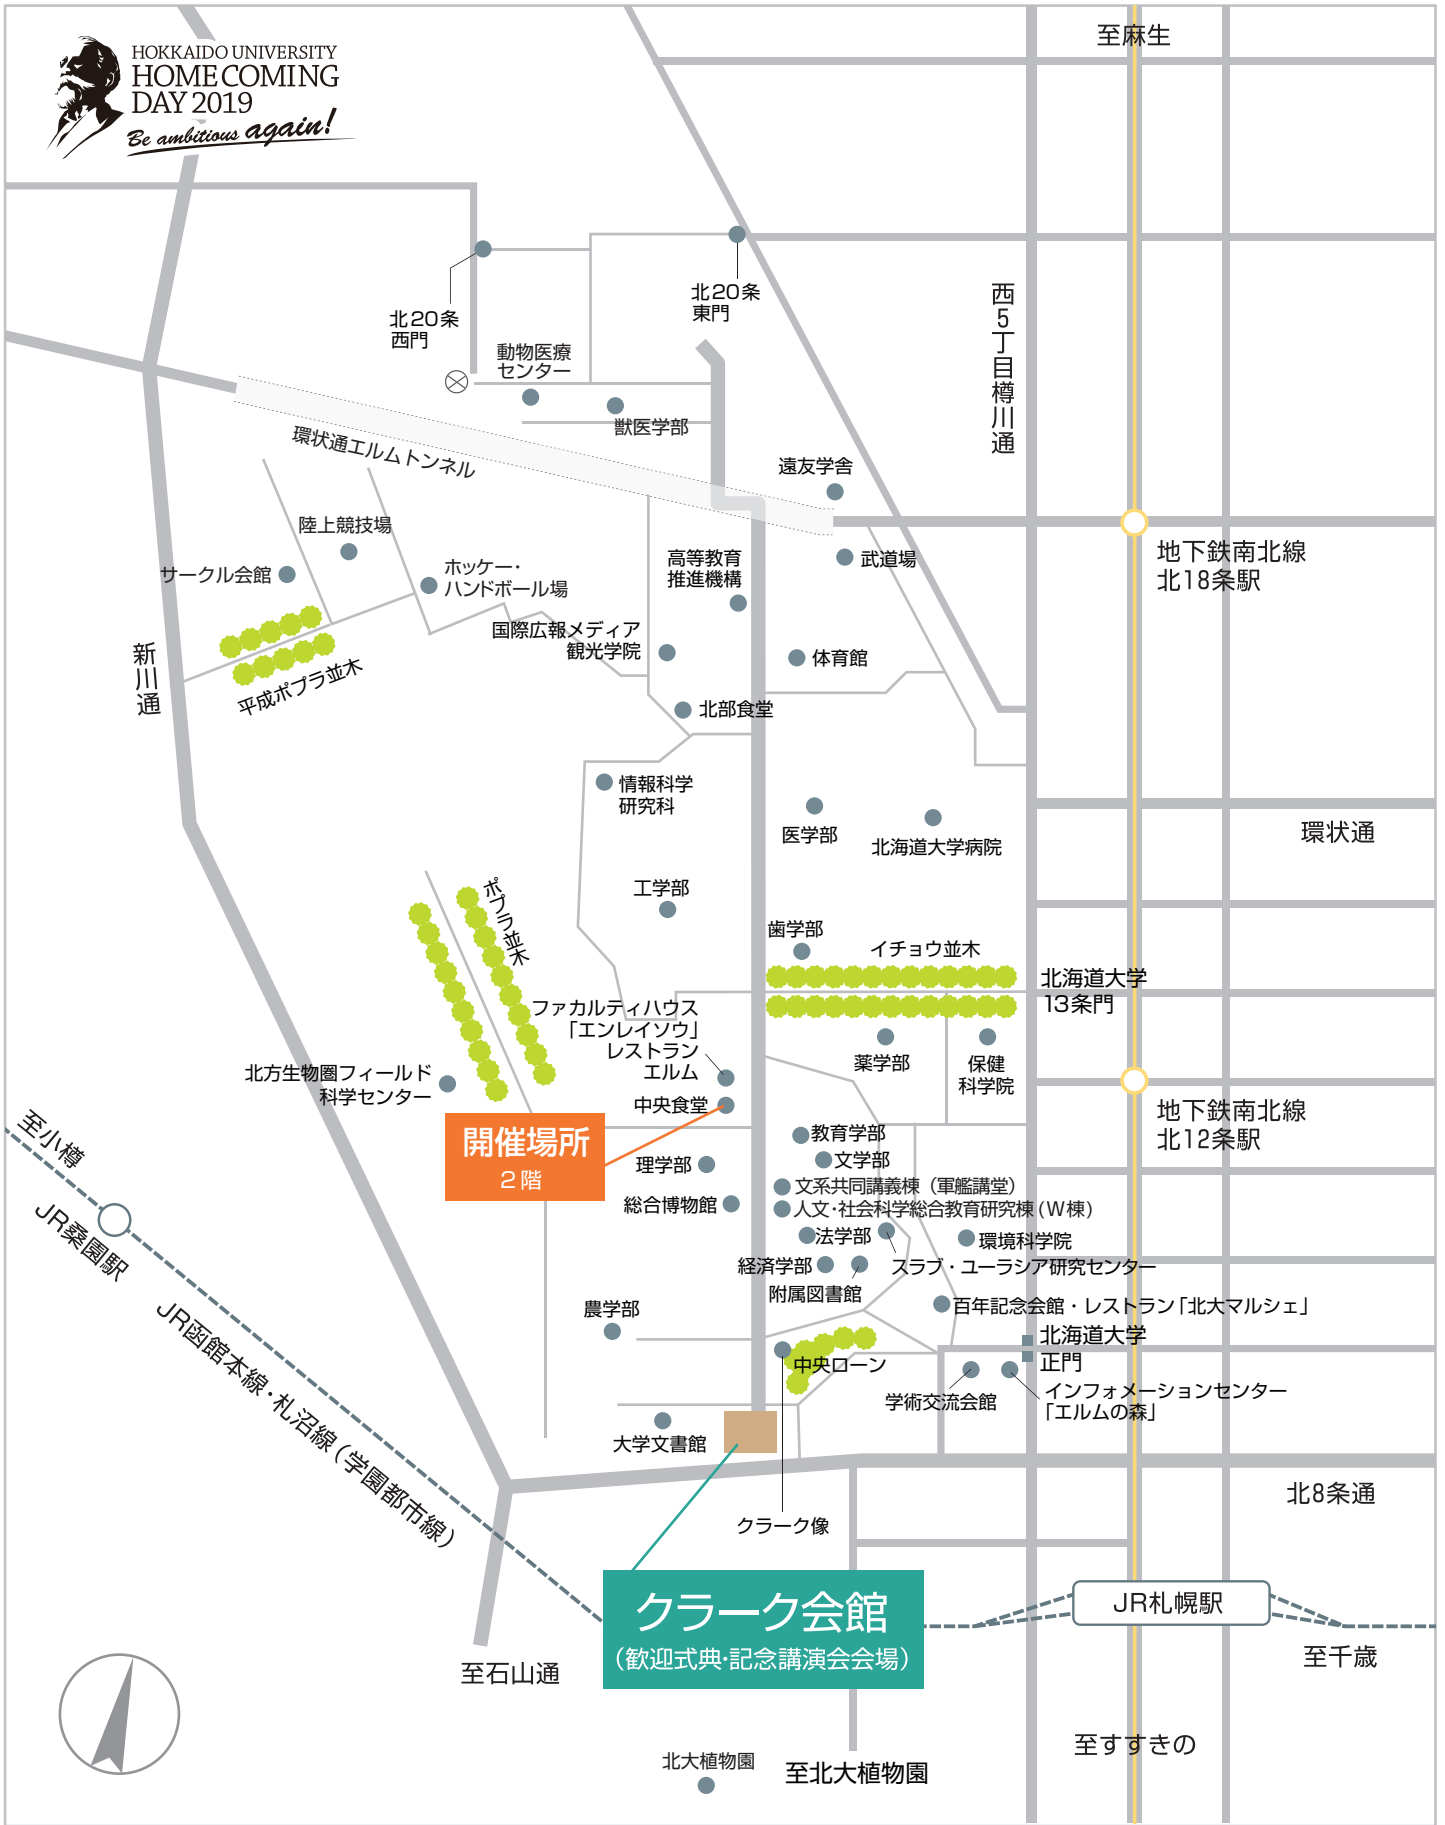 HOKKAIDO UNIVERSITY
HOME COMING
DAY 2019
Be ambitious again!
至麻生
北20条
西門
北20条
東門
西5丁目樽川通
動物医療
センター
獣医学部
環状通エルムトンネル
遠友学舎
陸上競技場
サークル会館
ホッケー・
ハンドボール場
高等教育
推進機構
武道場
地下鉄南北線
北18条駅
国際広報メディア
観光学院
体育館
新川通
平成ポプラ並木
北部食堂
情報科学
研究科
医学部
北海道大学病院
環状通
工学部
ポプラ並木
歯学部
イチョウ並木
北海道大学
13条門
ファカルティハウス
「エンレイソウ」
レストラン
エルム
薬学部
保健
科学院
北方生物圏フィールド
科学センター
中央食堂
地下鉄南北線
北12条駅
至小樽
開催場所
2階
教育学部
文学部
理学部
文系共同講義棟（軍艦講堂）
総合博物館
人文・社会科学総合教育研究棟(W棟)
JR桑園駅
法学部
環境科学院
経済学部
スラブ・ユーラシア研究センター
附属図書館
農学部
百年記念会館・レストラン「北大マルシェ」
JR函館本線・札沼線（学園都市線）
北海道大学
正門
中央ローン
学術交流会館
インフォメーションセンター
「エルムの森」
大学文書館
北8条通
クラーク像
クラーク会館
（歓迎式典・記念講演会会場）
JR札幌駅
至石山通
至千歳
至すすきの
北大植物園
至北大植物園